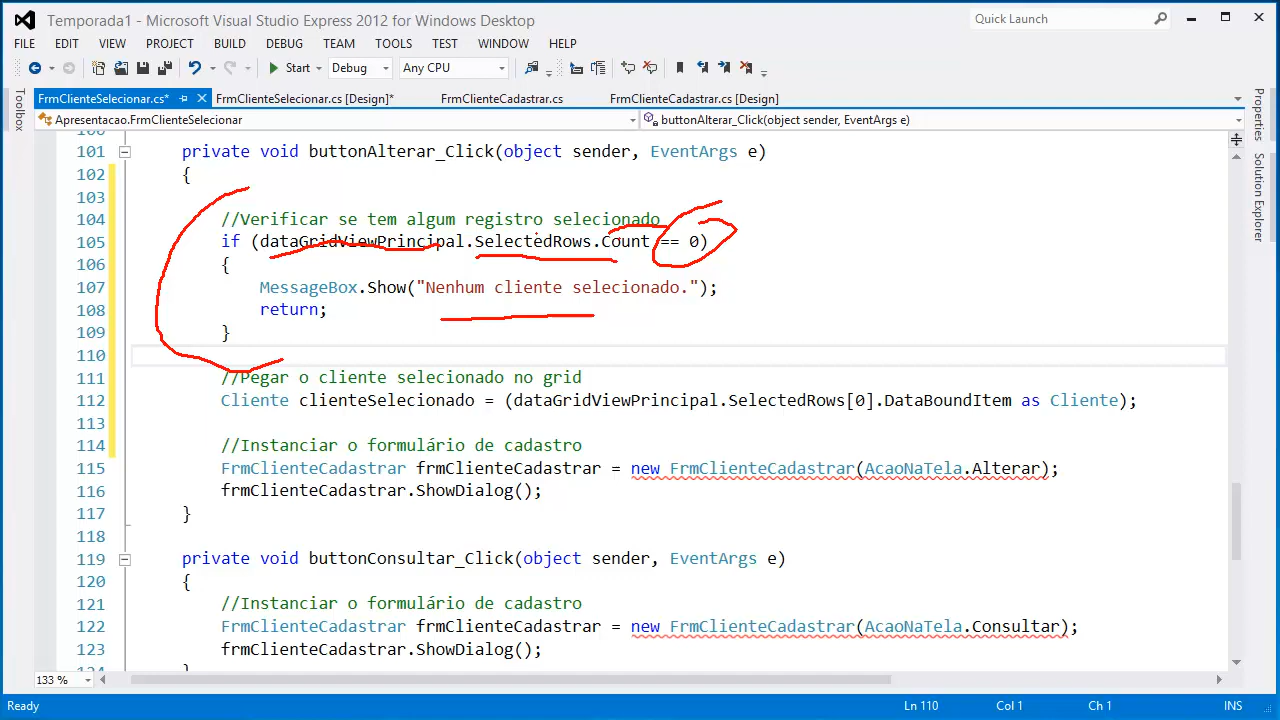 Temporada1 - Microsoft Visual Studio Express 2012 for Windows Desktop
Quick Launch
FILE EDIT VIEW PROJECT BUILD DEBUG TEAM TOOLS TEST WINDOW HELP
Start Debug Any CPU
Toolbox
FrmClienteSelecionar.cs* FrmClienteSelecionar.cs [Design]* FrmClienteCadastrar.cs FrmClienteCadastrar.cs [Design]
Properties
Solution Explorer
Apresentacao.FrmClienteSelecionar buttonAlterar_Click(object sender, EventArgs e)
101 private void buttonAlterar_Click(object sender, EventArgs e)
102 {
103
104 //Verificar se tem algum registro selecionado
105 if (dataGridViewPrincipal.SelectedRows.Count == 0)
106 {
107 MessageBox.Show("Nenhum cliente selecionado.");
108 return;
109 }
110
111 //Pegar o cliente selecionado no grid
112 Cliente clienteSelecionado = (dataGridViewPrincipal.SelectedRows[0].DataBoundItem as Cliente);
113
114 //Instanciar o formulário de cadastro
115 FrmClienteCadastrar frmClienteCadastrar = new FrmClienteCadastrar(AcaoNaTela.Alterar);
116 frmClienteCadastrar.ShowDialog();
117 }
118
119 private void buttonConsultar_Click(object sender, EventArgs e)
120 {
121 //Instanciar o formulário de cadastro
122 FrmClienteCadastrar frmClienteCadastrar = new FrmClienteCadastrar(AcaoNaTela.Consultar);
123 frmClienteCadastrar.ShowDialog();
124 }
133 %
Ready Ln 110 Col 1 Ch 1 INS